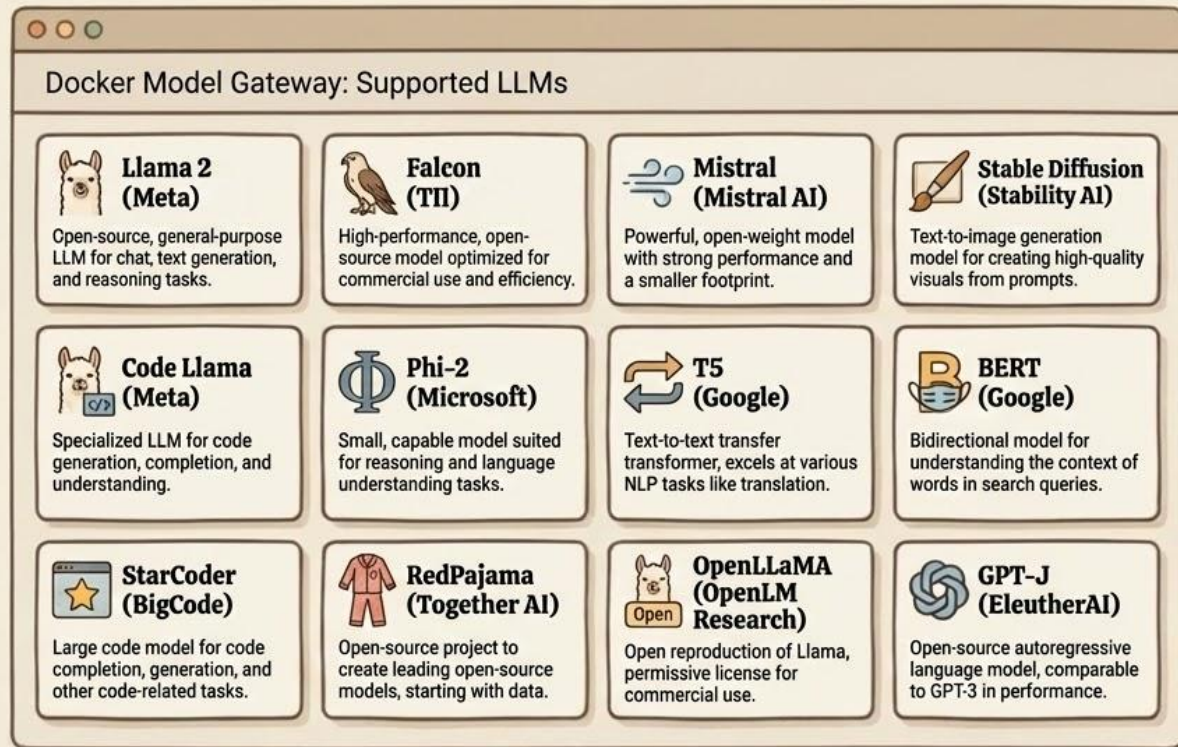 Docker Model Gateway: Supported LLMs
Llama 2
(Meta)
Open-source, general-purpose
LLM for chat, text generation,
and reasoning tasks.
Falcon
(TII)
High-performance, open-
source model optimized for
commercial use and efficiency.
Mistral
(Mistral AI)
Powerful, open-weight model
with strong performance and
a smaller footprint.
Stable Diffusion
(Stability AI)
Text-to-image generation
model for creating high-quality
visuals from prompts.
Code Llama
(Meta)
</>
Specialized LLM for code
generation, completion, and
understanding.
Φ
Phi-2
(Microsoft)
Small, capable model suited
for reasoning and language
understanding tasks.
T5
(Google)
Text-to-text transfer
transformer, excels at various
NLP tasks like translation.
B
BERT
(Google)
Bidirectional model for
understanding the context of
words in search queries.
StarCoder
(BigCode)
Large code model for code
completion, generation, and
other code-related tasks.
RedPajama
(Together AI)
Open-source project to
create leading open-source
models, starting with data.
Open
OpenLLaMA
(OpenLM
Research)
Open reproduction of Llama,
permissive license for
commercial use.
GPT-J
(EleutherAI)
Open-source autoregressive
language model, comparable
to GPT-3 in performance.